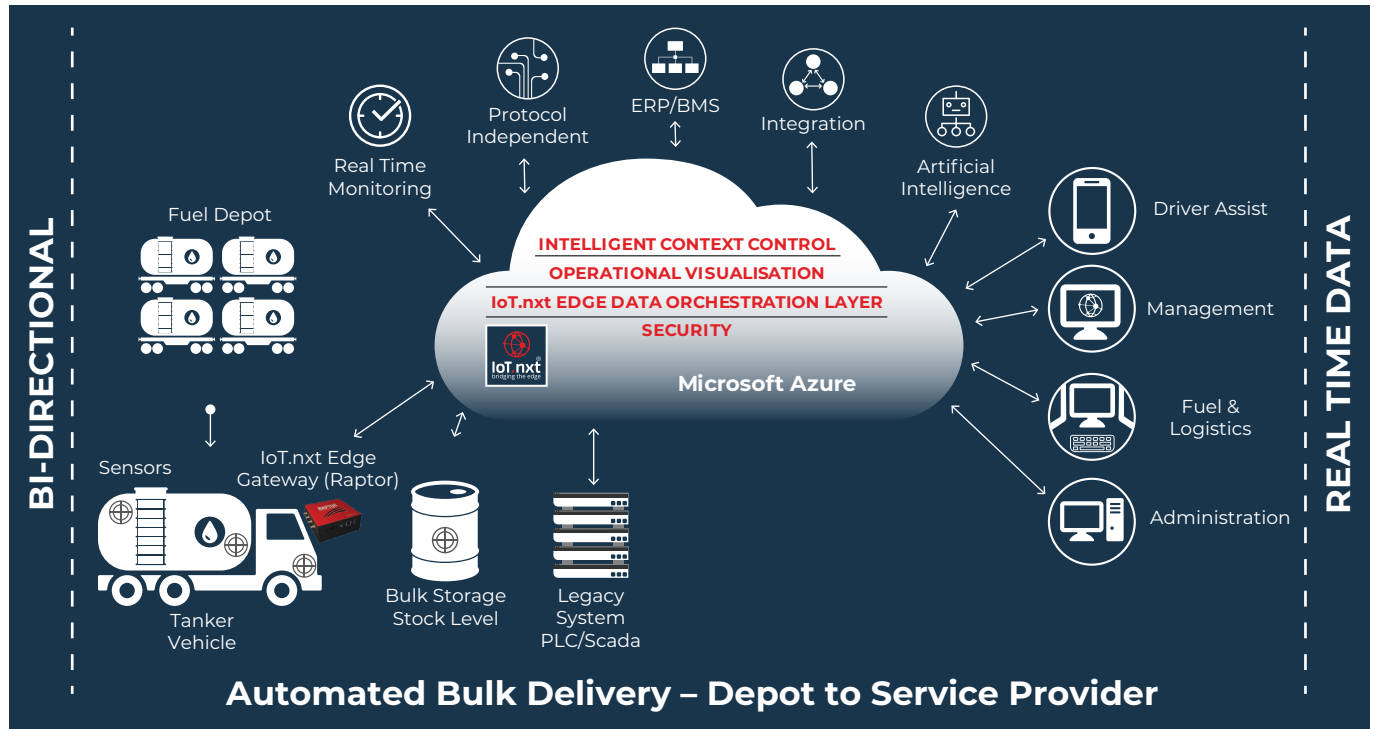 BI-DIRECTIONAL
REAL TIME DATA
Real Time
Monitoring
Protocol
Independent
ERP/BMS
Integration
Artificial
Intelligence
Fuel Depot
INTELLIGENT CONTEXT CONTROL
OPERATIONAL VISUALISATION
IoT.nxt EDGE DATA ORCHESTRATION LAYER
SECURITY
IoT.nxt®
bridging the edge
Microsoft Azure
Driver Assist
Management
Fuel &
Logistics
Administration
Sensors
IoT.nxt Edge
Gateway (Raptor)
RAPTOR
Tanker
Vehicle
Bulk Storage
Stock Level
Legacy
System
PLC/Scada
Automated Bulk Delivery – Depot to Service Provider